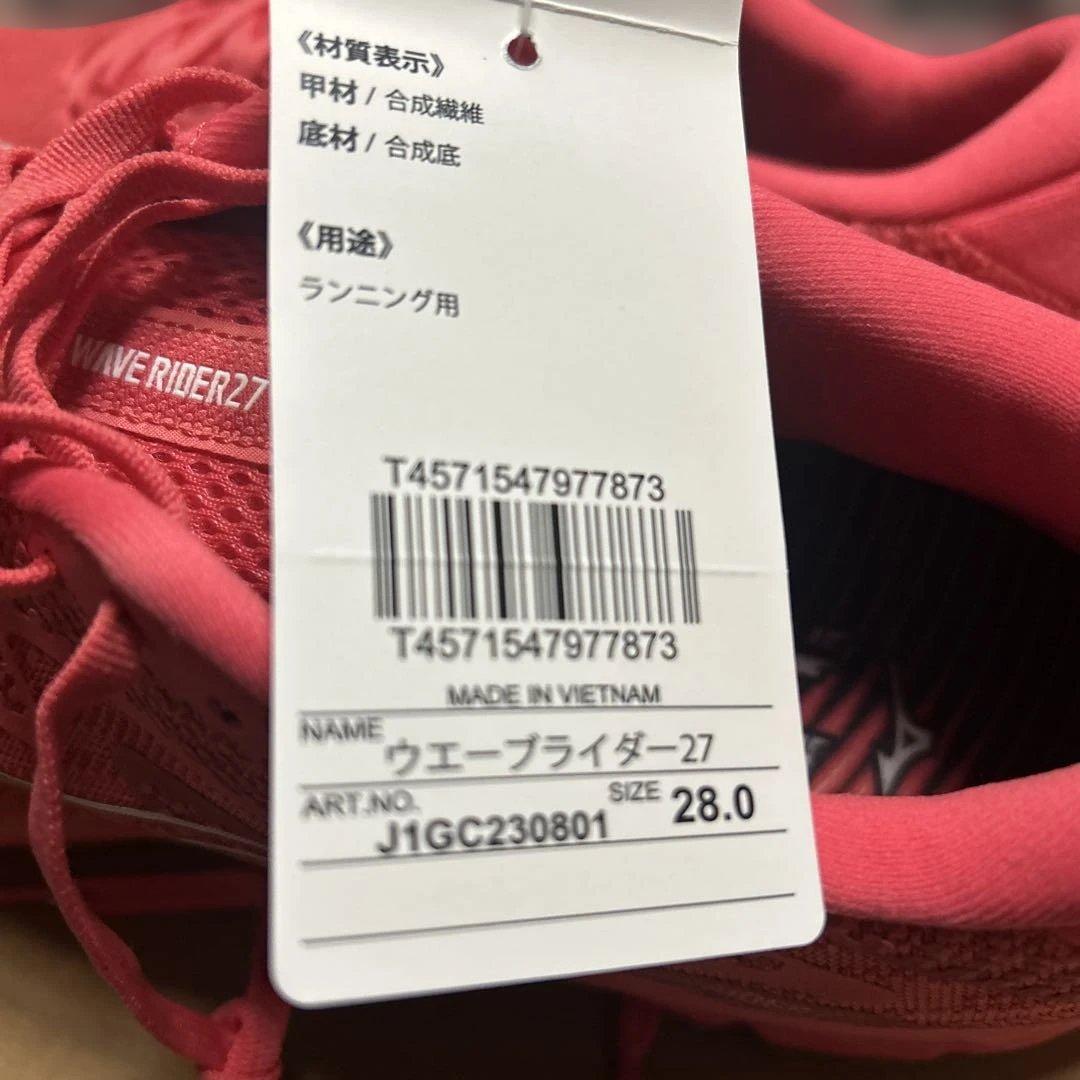 《材質表示》
甲材 / 合成繊維
底材 / 合成底
《用途》
ランニング用
WAVE RIDER27
T4571547977873
T4571547977873
MADE IN VIETNAM
NAME ウエーブライダー27
ART.NO. J1GC230801 SIZE 28.0